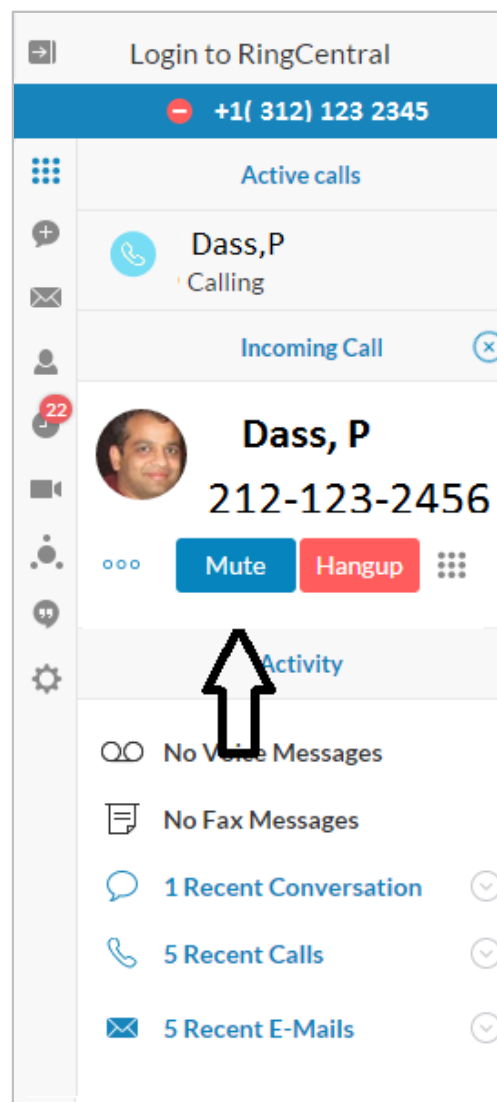 Login to RingCentral
+1( 312) 123 2345
Active calls
Dass,P
Calling
Incoming Call
22
Dass, P
212-123-2456
Mute Hangup
Activity
No Voice Messages
No Fax Messages
1 Recent Conversation
5 Recent Calls
5 Recent E-Mails